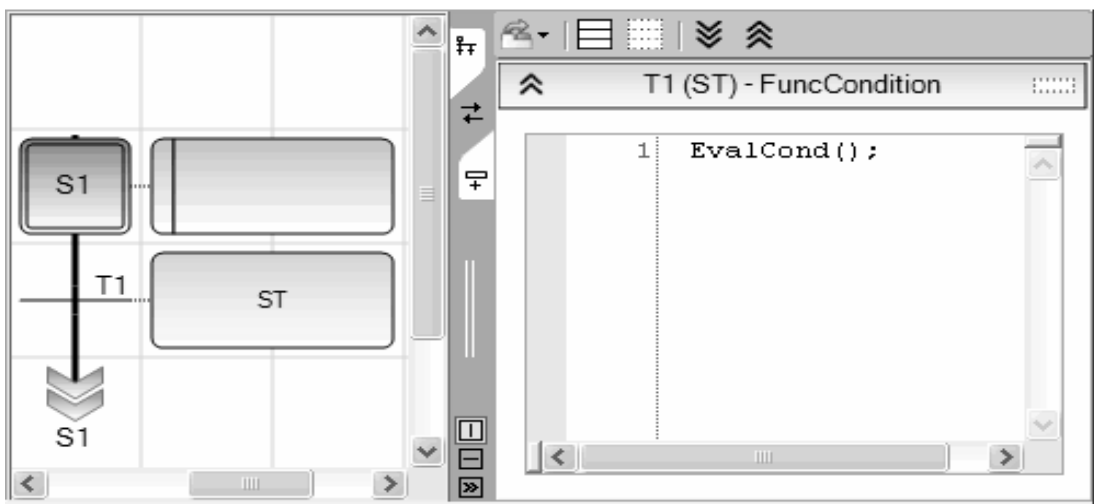 S1
T1
ST
S1
T1 (ST) - FuncCondition
1 EvalCond();